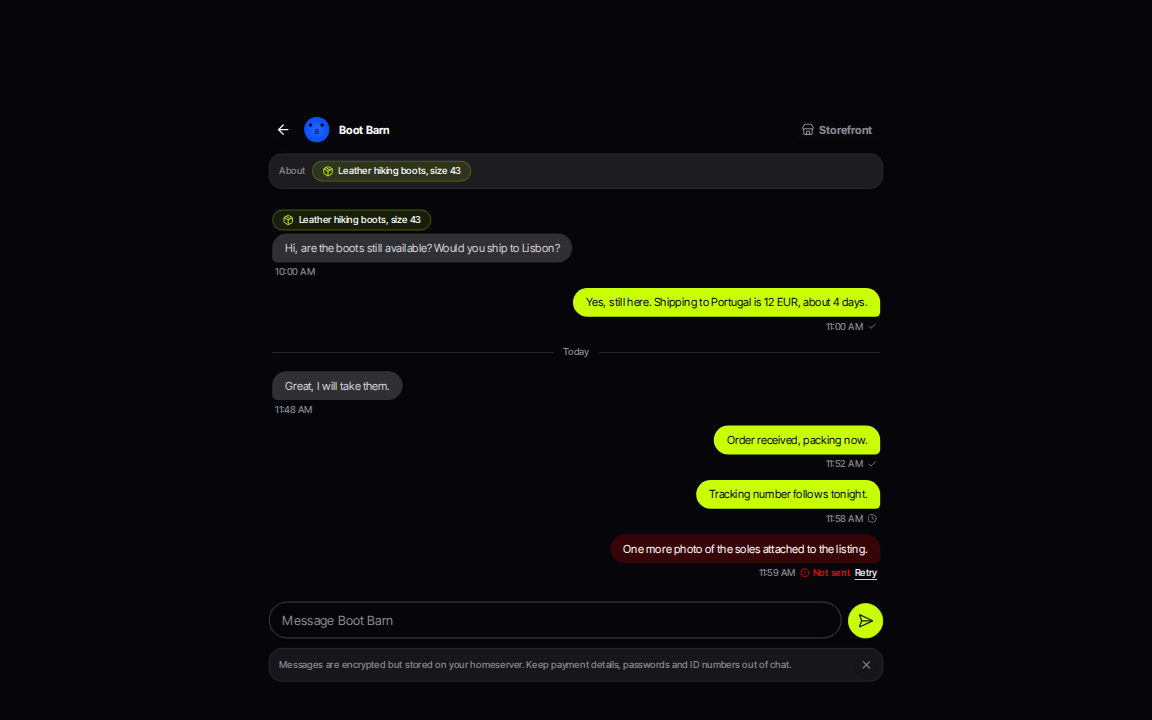 Boot Barn
Storefront
About
Leather hiking boots, size 43
Leather hiking boots, size 43
Hi, are the boots still available? Would you ship to Lisbon?
10:00 AM
Yes, still here. Shipping to Portugal is 12 EUR, about 4 days.
11:00 AM
Today
Great, I will take them.
11:48 AM
Order received, packing now.
11:52 AM
Tracking number follows tonight.
11:58 AM
One more photo of the soles attached to the listing.
11:59 AM Not sent Retry
Message Boot Barn
Messages are encrypted but stored on your homeserver. Keep payment details, passwords and ID numbers out of chat.